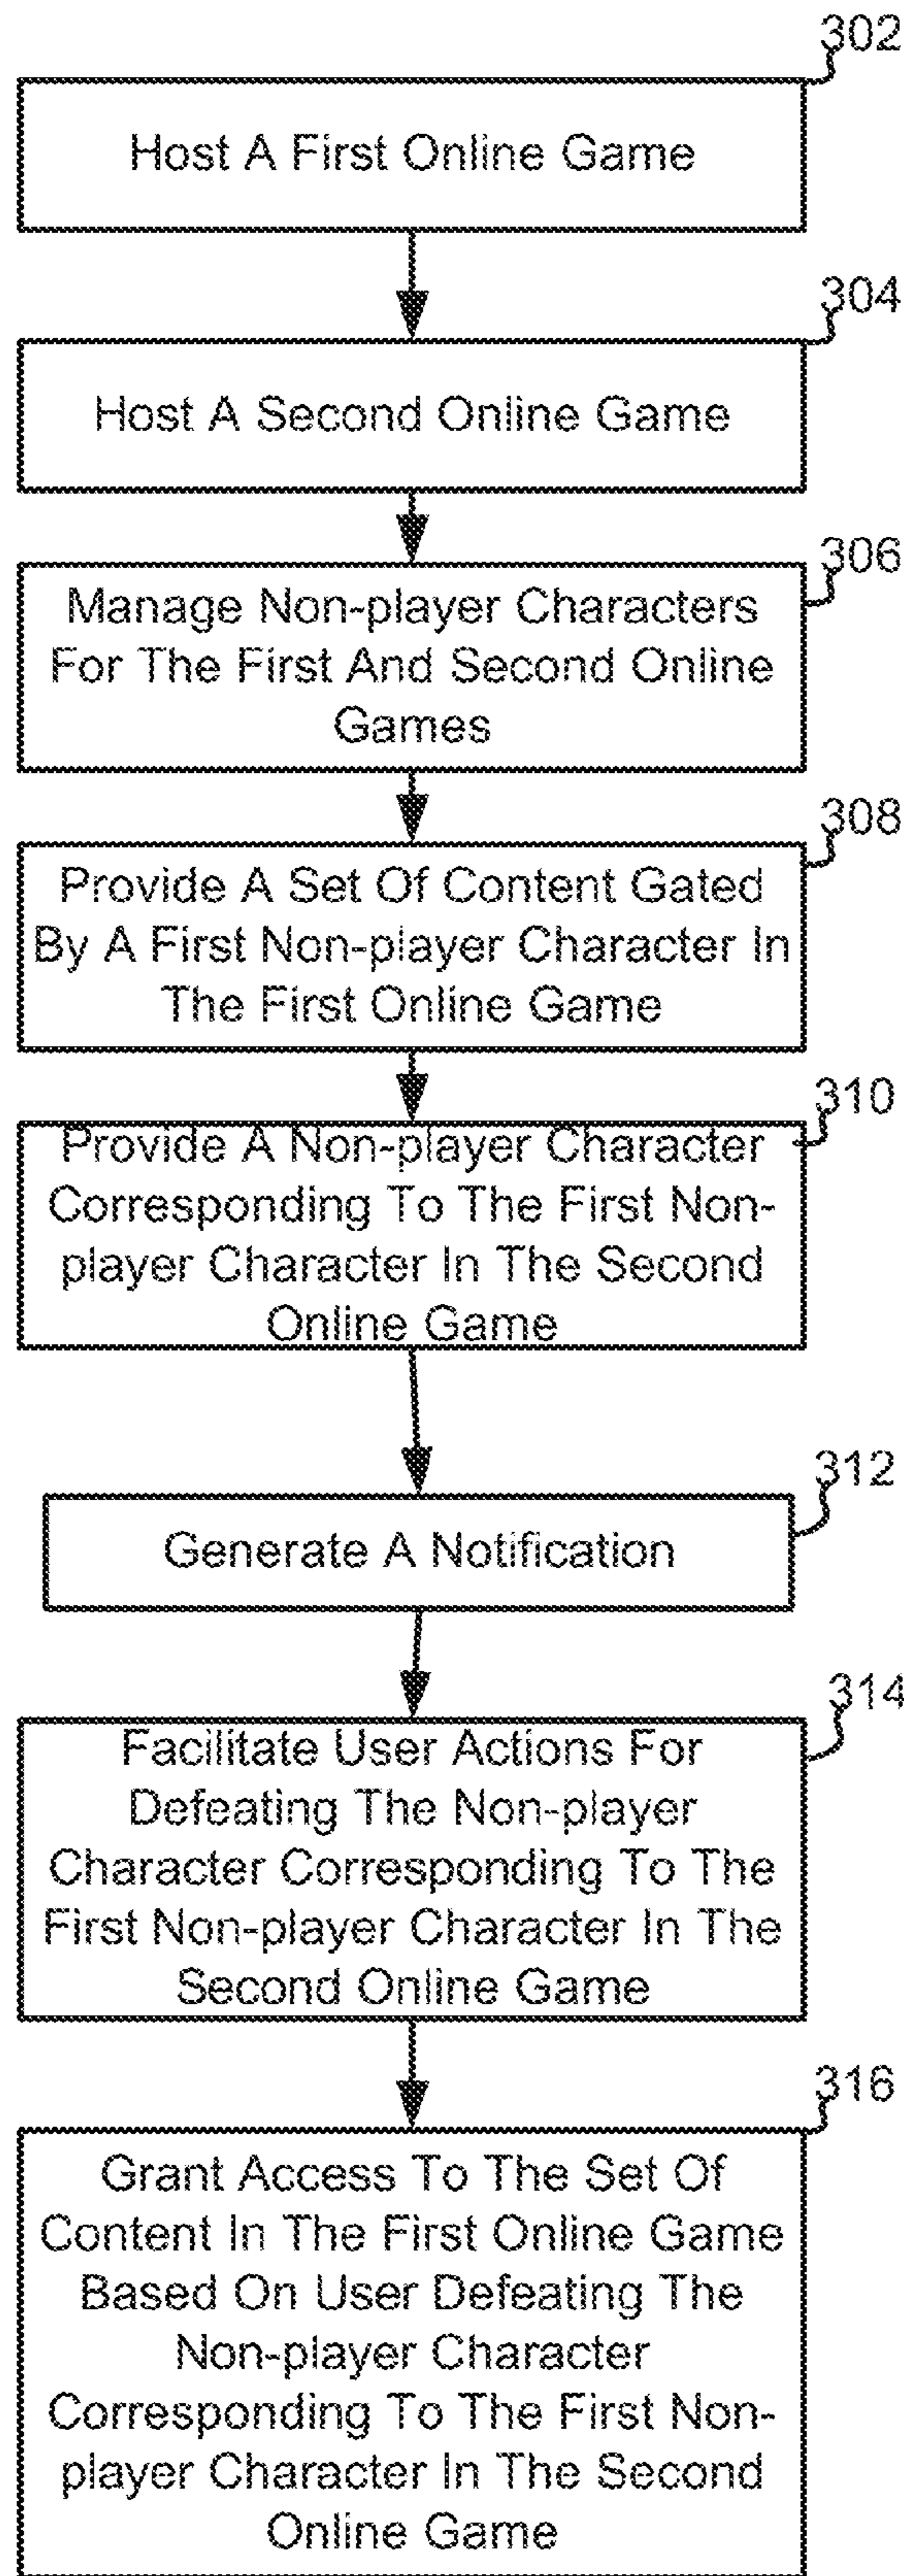 302
Host A First Online Game
304
Host A Second Online Game
306
Manage Non-player Characters
For The First And Second Online
Games
308
Provide A Set Of Content Gated
By A First Non-player Character In
The First Online Game
310
Provide A Non-player Character
Corresponding To The First Non-
player Character In The Second
Online Game
312
Generate A Notification
314
Facilitate User Actions For
Defeating The Non-player
Character Corresponding To The
First Non-player Character In The
Second Online Game
316
Grant Access To The Set Of
Content In The First Online Game
Based On User Defeating The
Non-player Character
Corresponding To The First Non-
player Character In The Second
Online Game